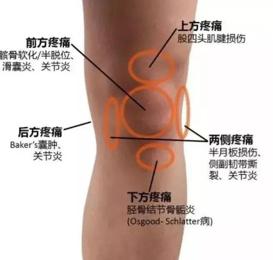 上方疼痛
股四头肌腱损伤
前方疼痛
髌骨软化/半脱位、
滑囊炎、关节炎
后方疼痛
Baker's囊肿、
关节炎
两侧疼痛
半月板损伤、
侧副韧带撕
裂、关节炎
下方疼痛
胫骨结节骨骺炎
(Osgood- Schlatter病)